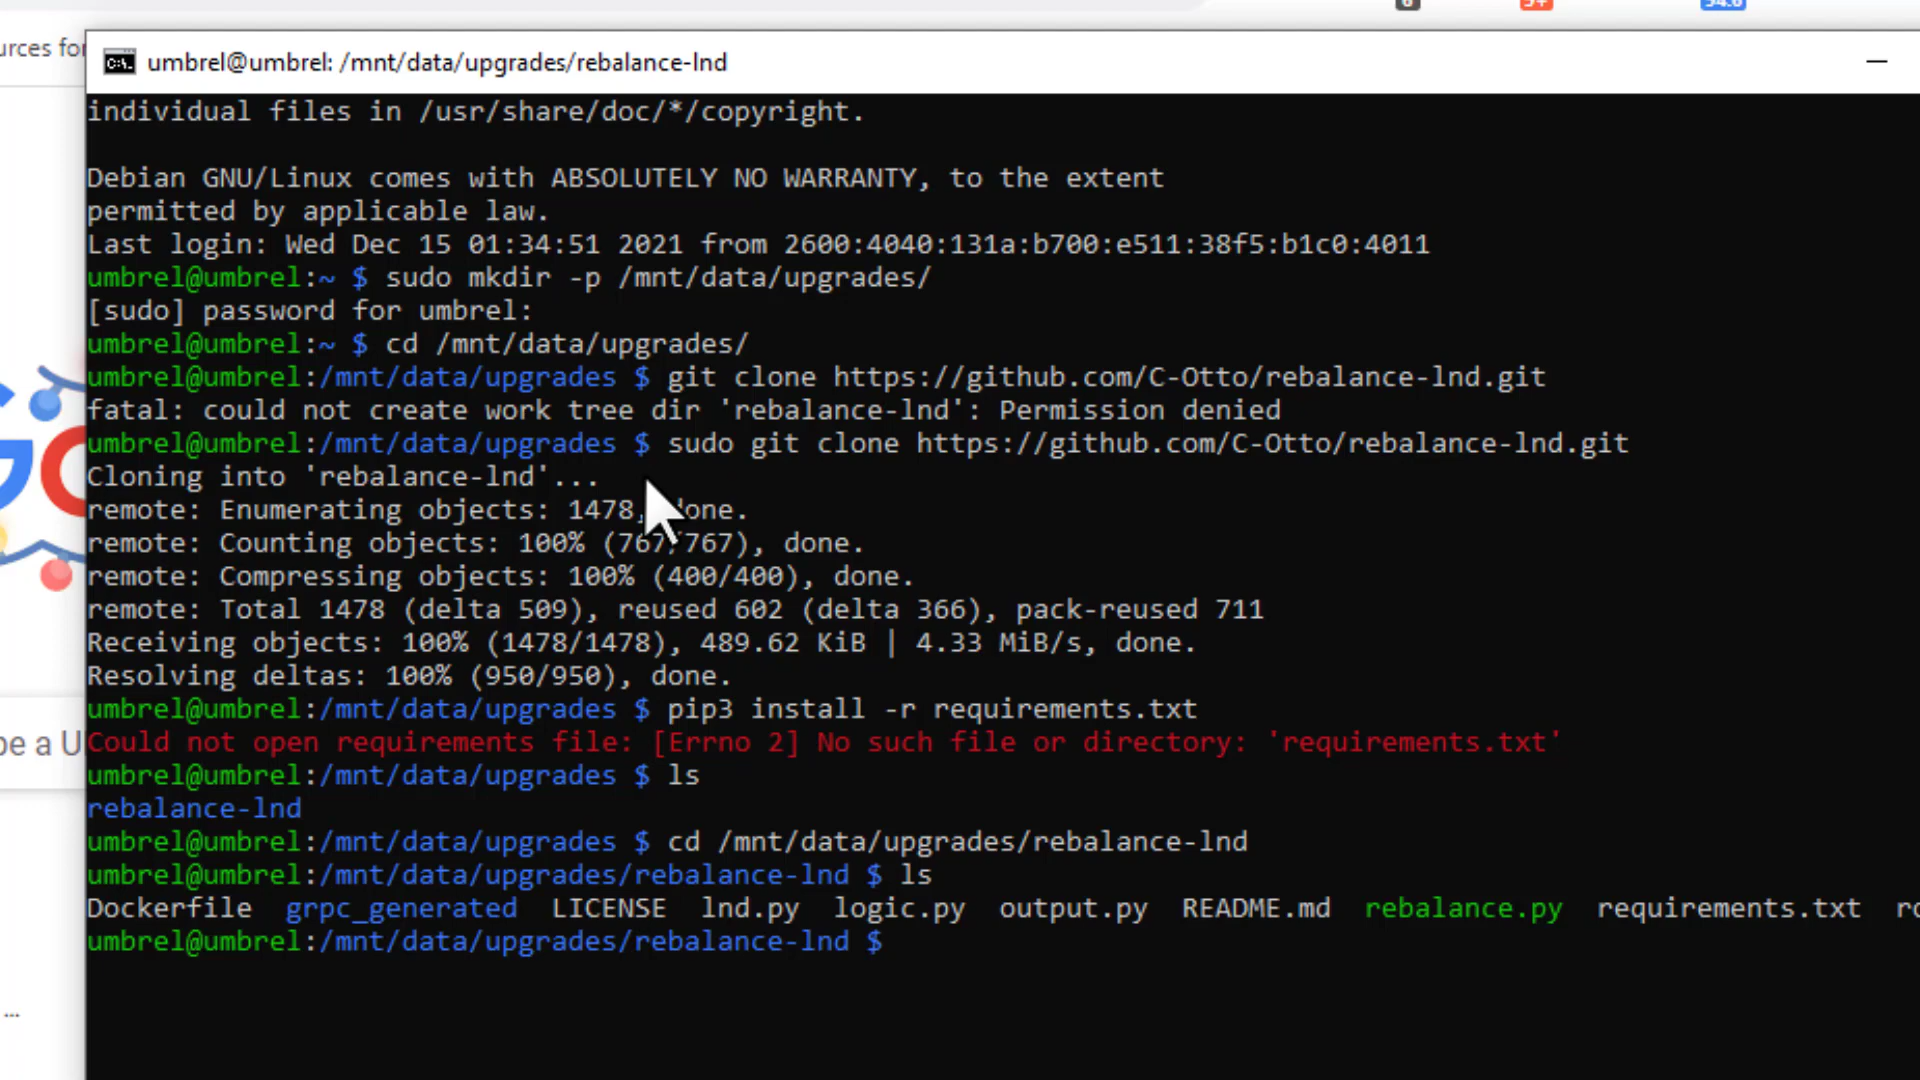 umbrel@umbrel: /mnt/data/upgrades/rebalance-lnd
individual files in /usr/share/doc/*/copyright.
Debian GNU/Linux comes with ABSOLUTELY NO WARRANTY, to the extent
permitted by applicable law.
Last login: Wed Dec 15 01:34:51 2021 from 2600:4040:131a:b700:e511:38f5:b1c0:4011
umbrel@umbrel:~ $ sudo mkdir -p /mnt/data/upgrades/
[sudo] password for umbrel:
umbrel@umbrel:~ $ cd /mnt/data/upgrades/
umbrel@umbrel:/mnt/data/upgrades $ git clone https://github.com/C-Otto/rebalance-lnd.git
fatal: could not create work tree dir 'rebalance-lnd': Permission denied
umbrel@umbrel:/mnt/data/upgrades $ sudo git clone https://github.com/C-Otto/rebalance-lnd.git
Cloning into 'rebalance-lnd'...
remote: Enumerating objects: 1478, done.
remote: Counting objects: 100% (767/767), done.
remote: Compressing objects: 100% (400/400), done.
remote: Total 1478 (delta 509), reused 602 (delta 366), pack-reused 711
Receiving objects: 100% (1478/1478), 489.62 KiB | 4.33 MiB/s, done.
Resolving deltas: 100% (950/950), done.
umbrel@umbrel:/mnt/data/upgrades $ pip3 install -r requirements.txt
Could not open requirements file: [Errno 2] No such file or directory: 'requirements.txt'
umbrel@umbrel:/mnt/data/upgrades $ ls
rebalance-lnd
umbrel@umbrel:/mnt/data/upgrades $ cd /mnt/data/upgrades/rebalance-lnd
umbrel@umbrel:/mnt/data/upgrades/rebalance-lnd $ ls
Dockerfile grpc_generated LICENSE lnd.py logic.py output.py README.md rebalance.py requirements.txt
umbrel@umbrel:/mnt/data/upgrades/rebalance-lnd $